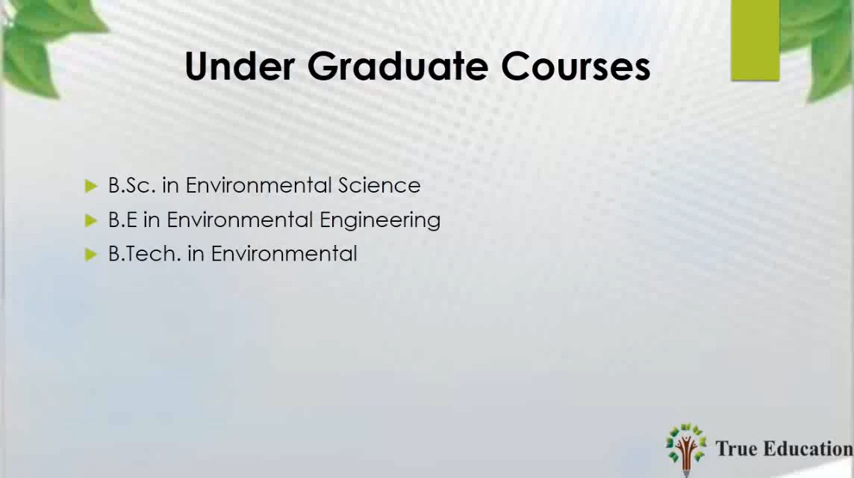 Under Graduate Courses
B.Sc. in Environmental Science
B.E in Environmental Engineering
B.Tech. in Environmental
True Education